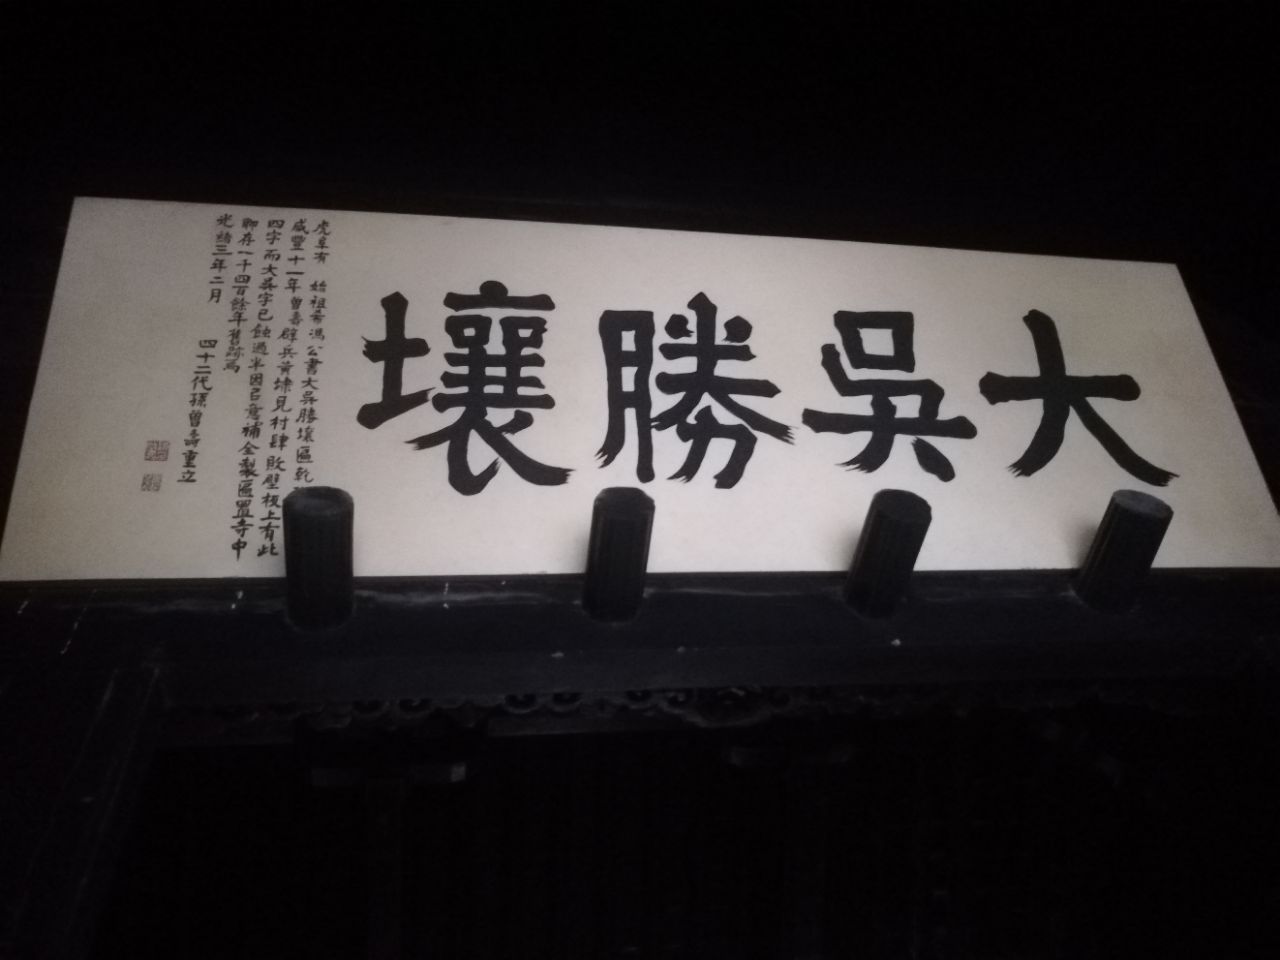 大吳勝壤
虎阜有 始祖希馮公書大吳勝壤匾乾
咸豐十一年曾壽辟兵黃埭見村肆敗壁板上有此
四字而大吳字已蝕過半因以意補全製匾置寺中
聊存一千四百餘年舊跡焉
光緒三年二月
四十二代孫曾壽重立